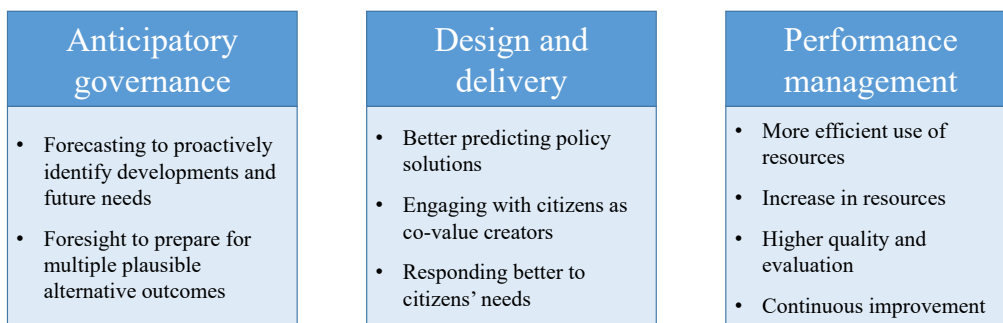 Anticipatory
governance
• Forecasting to proactively
identify developments and
future needs
• Foresight to prepare for
multiple plausible
alternative outcomes
Design and
delivery
• Better predicting policy
solutions
• Engaging with citizens as
co-value creators
• Responding better to
citizens’ needs
Performance
management
• More efficient use of
resources
• Increase in resources
• Higher quality and
evaluation
• Continuous improvement